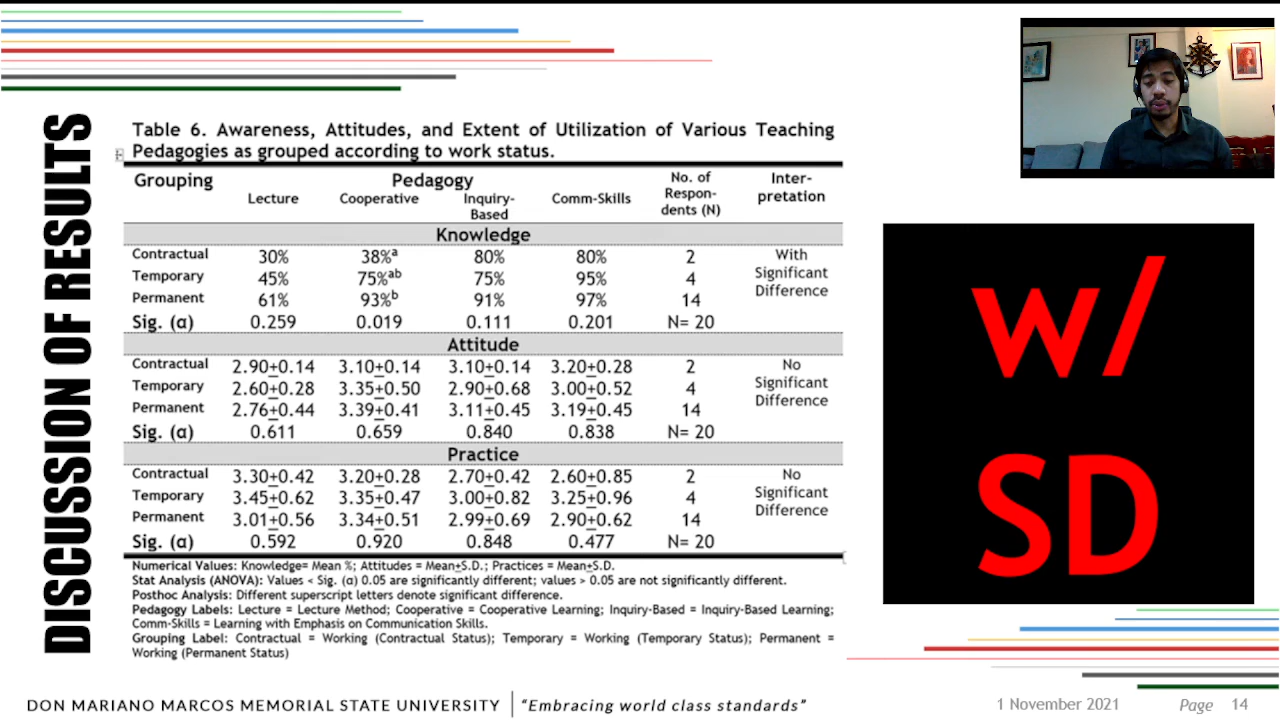 DISCUSSION OF RESULTS
Table 6. Awareness, Attitudes, and Extent of Utilization of Various Teaching
Pedagogies as grouped according to work status.
Grouping Pedagogy No. of Respon-dents (N) Inter-pretation
Lecture Cooperative Inquiry-Based Comm-Skills
Knowledge
Contractual 30% 38%ᵃ 80% 80% 2 With
Temporary 45% 75%ᵃᵇ 75% 95% 4 Significant
Permanent 61% 93%ᵇ 91% 97% 14 Difference
Sig. (α) 0.259 0.019 0.111 0.201 N= 20
Attitude
Contractual 2.90±0.14 3.10±0.14 3.10±0.14 3.20±0.28 2 No
Temporary 2.60±0.28 3.35±0.50 2.90±0.68 3.00±0.52 4 Significant
Permanent 2.76±0.44 3.39±0.41 3.11±0.45 3.19±0.45 14 Difference
Sig. (α) 0.611 0.659 0.840 0.838 N= 20
Practice
Contractual 3.30±0.42 3.20±0.28 2.70±0.42 2.60±0.85 2 No
Temporary 3.45±0.62 3.35±0.47 3.00±0.82 3.25±0.96 4 Significant
Permanent 3.01±0.56 3.34±0.51 2.99±0.69 2.90±0.62 14 Difference
Sig. (α) 0.592 0.920 0.848 0.477 N= 20
Numerical Values: Knowledge= Mean %; Attitudes = Mean±S.D.; Practices = Mean±S.D.
Stat Analysis (ANOVA): Values < Sig. (α) 0.05 are significantly different; values > 0.05 are not significantly different.
Posthoc Analysis: Different superscript letters denote significant difference.
Pedagogy Labels: Lecture = Lecture Method; Cooperative = Cooperative Learning; Inquiry-Based = Inquiry-Based Learning;
Comm-Skills = Learning with Emphasis on Communication Skills.
Grouping Label: Contractual = Working (Contractual Status); Temporary = Working (Temporary Status); Permanent =
Working (Permanent Status)
w/
SD
DON MARIANO MARCOS MEMORIAL STATE UNIVERSITY "Embracing world class standards"
1 November 2021 Page 14